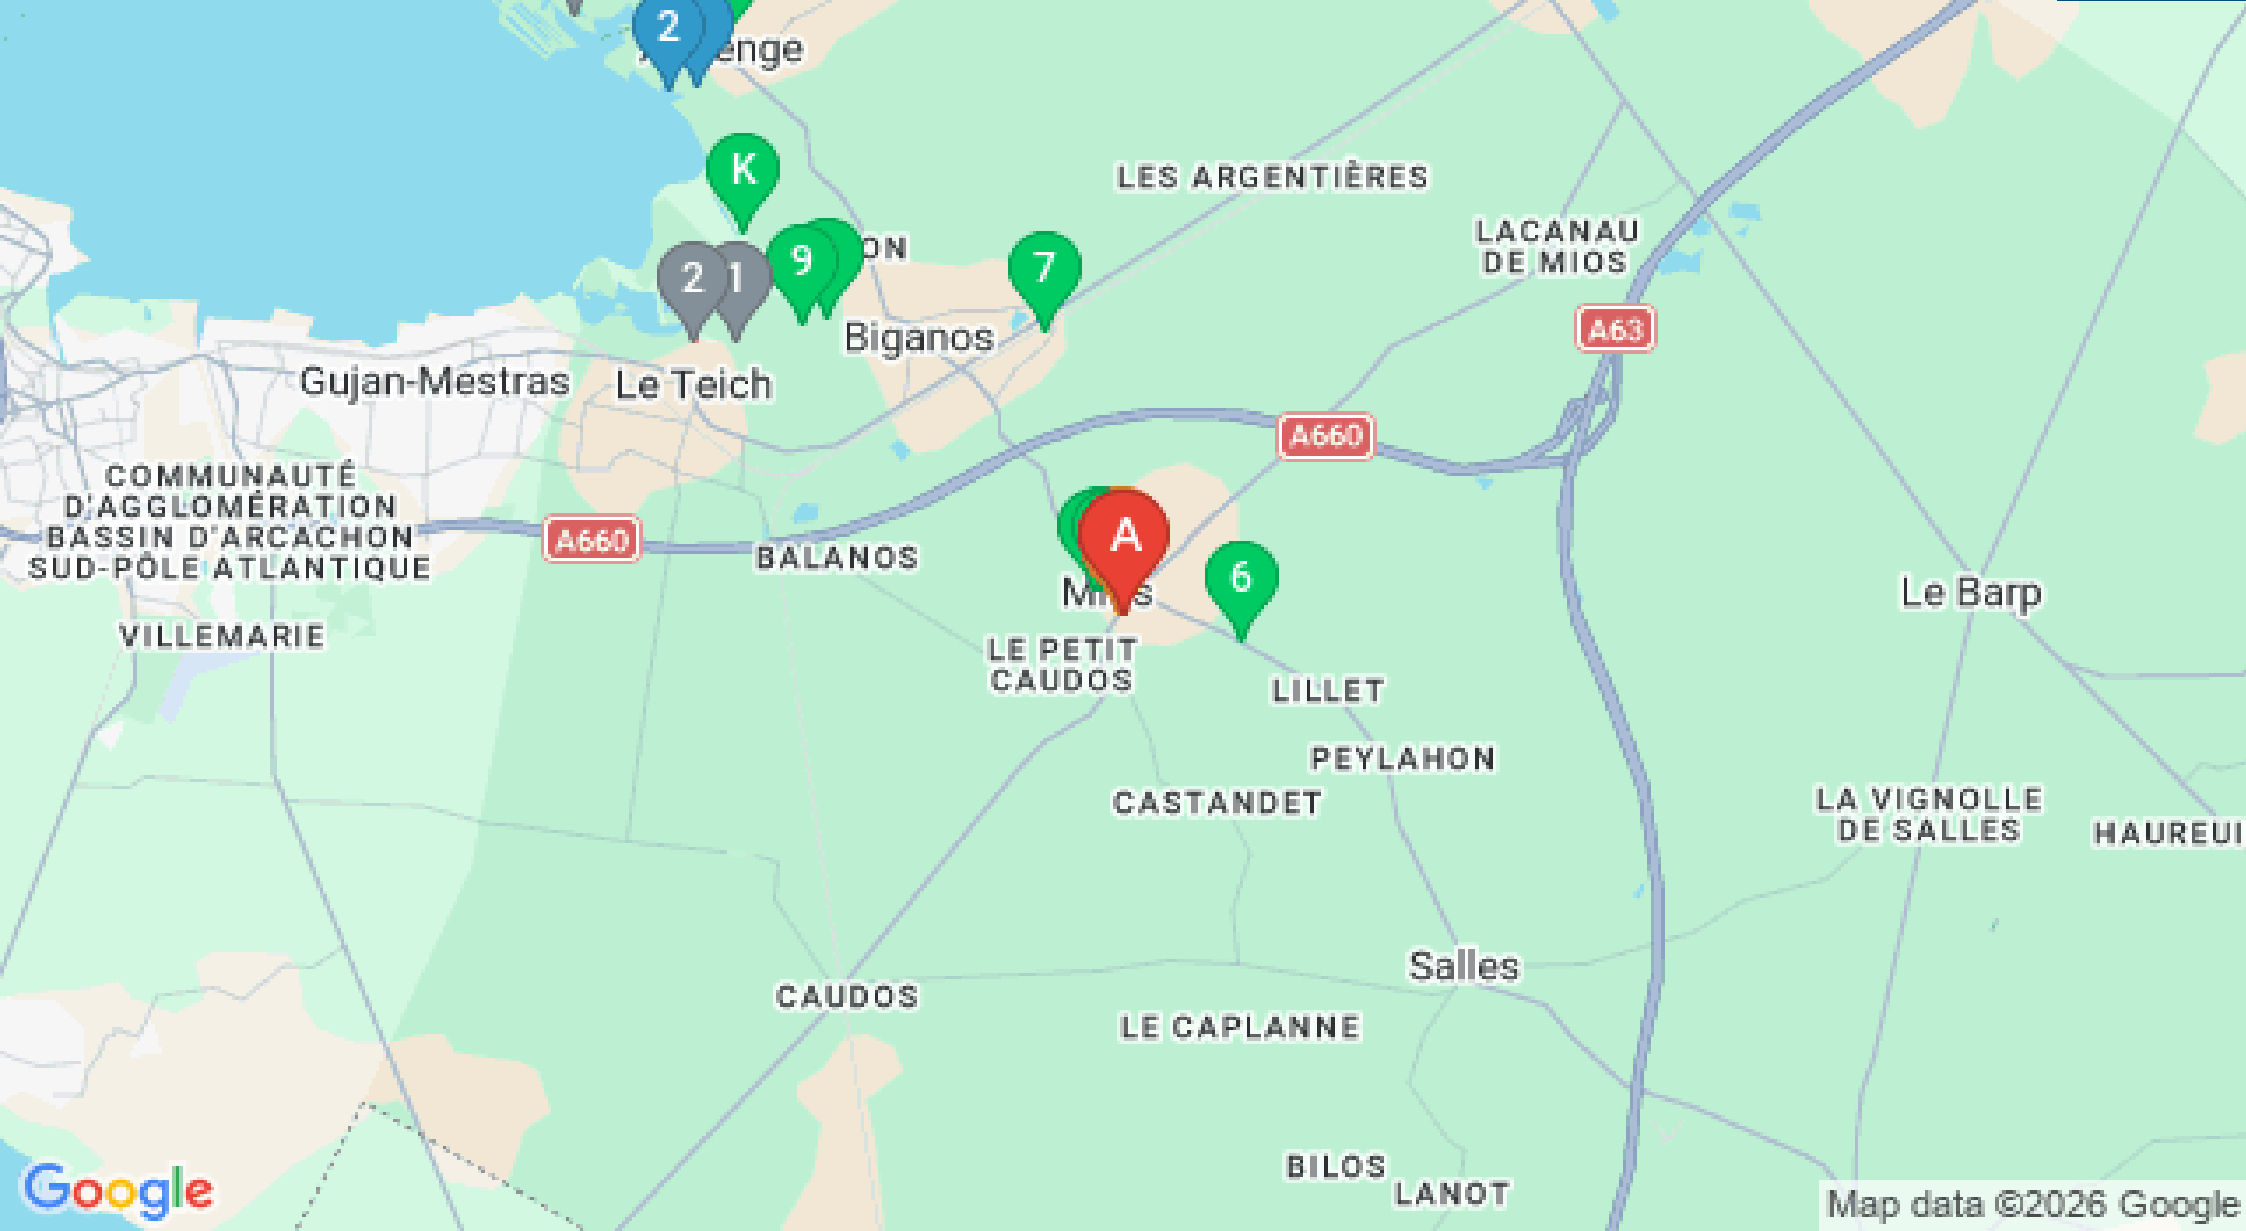 2
enge
K
LES ARGENTIÈRES
LACANAU
DE MIOS
ON
9
7
2
1
A63
Biganos
Gujan-Mestras
Le Teich
A660
COMMUNAUTÉ
D'AGGLOMÉRATION
BASSIN D'ARCACHON
SUD-PÔLE ATLANTIQUE
A660
BALANOS
A
6
Le Barp
VILLEMARIE
LE PETIT
CAUDOS
LILLET
PEYLAHON
CASTANDET
LA VIGNOLLE
DE SALLES
HAUREUI
Salles
CAUDOS
LE CAPLANNE
BILOS
LANOT
Google
Map data ©2026 Google